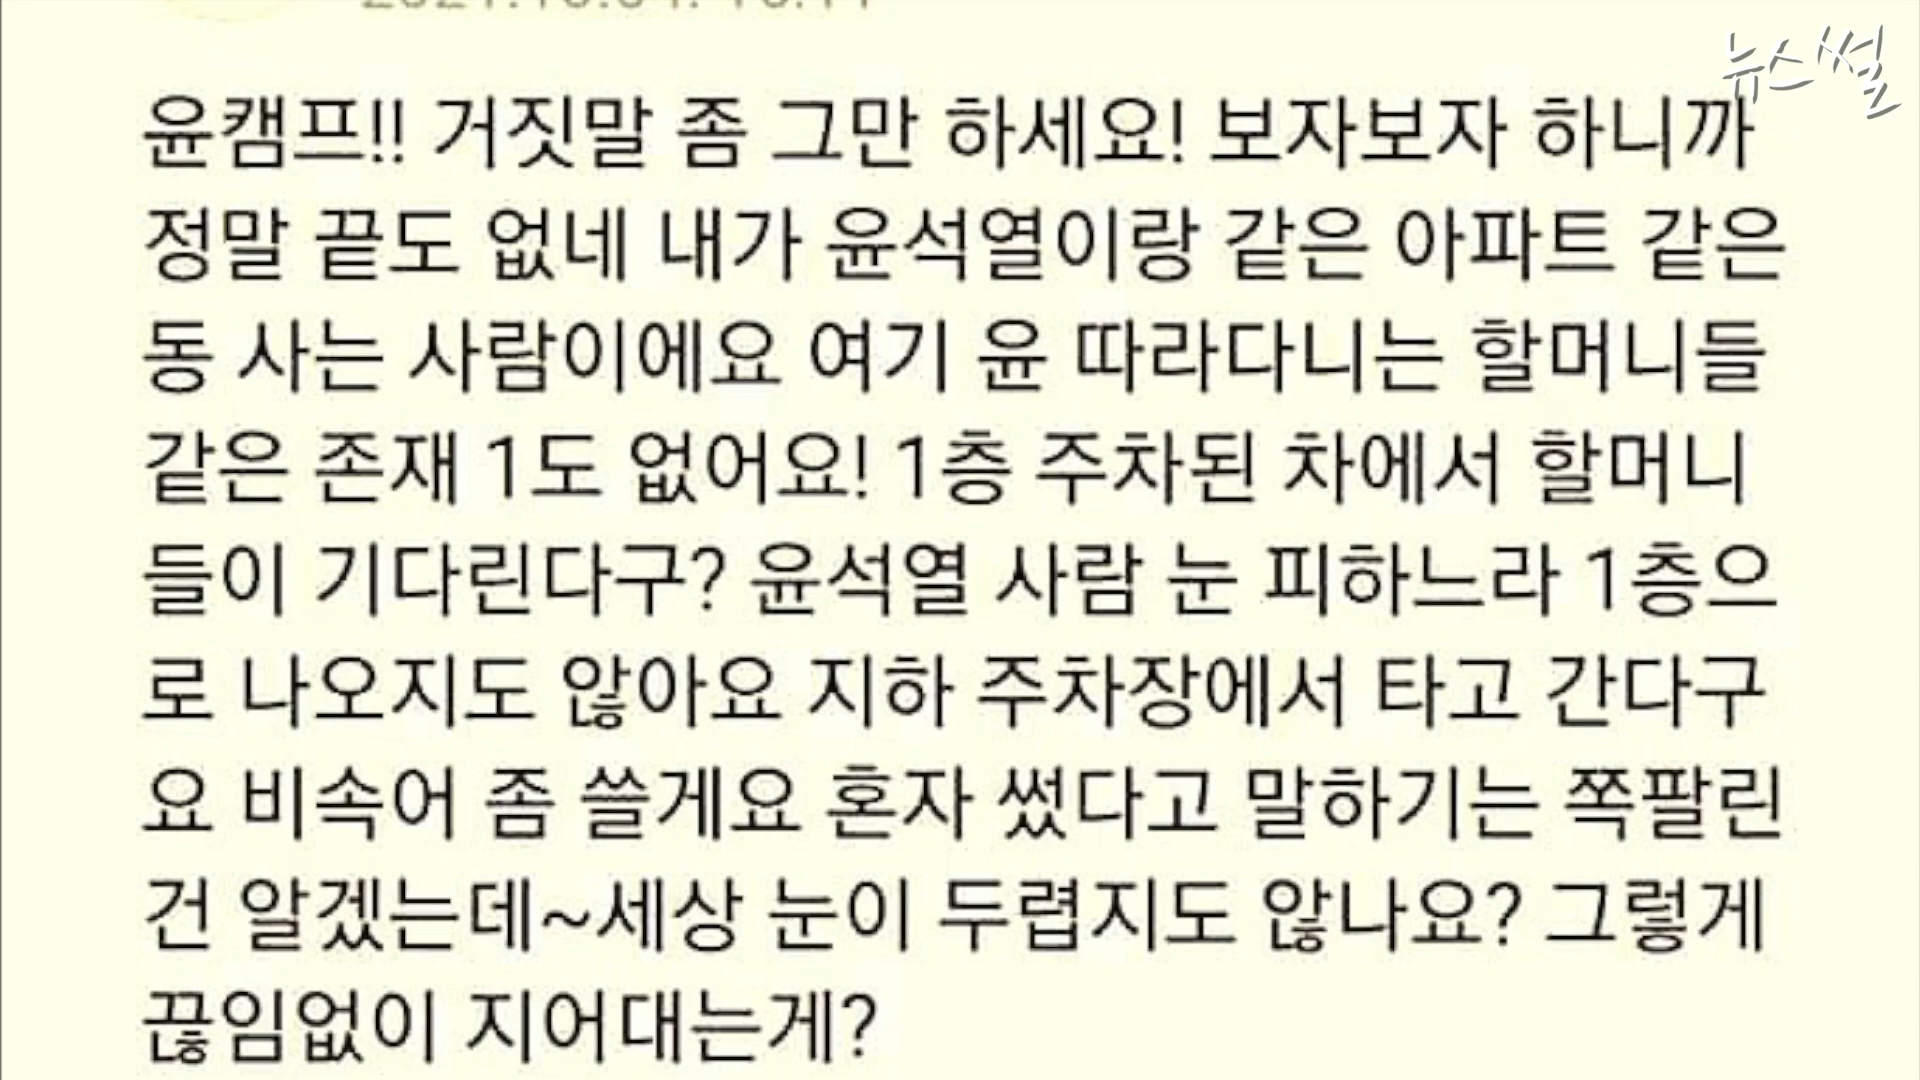 뉴스썰
윤캠프!! 거짓말 좀 그만 하세요! 보자보자 하니까
정말 끝도 없네 내가 윤석열이랑 같은 아파트 같은
동 사는 사람이에요 여기 윤 따라다니는 할머니들
같은 존재 1도 없어요! 1층 주차된 차에서 할머니
들이 기다린다구? 윤석열 사람 눈 피하느라 1층으
로 나오지도 않아요 지하 주차장에서 타고 간다구
요 비속어 좀 쓸게요 혼자 썼다고 말하기는 쪽팔린
건 알겠는데~세상 눈이 두렵지도 않나요? 그렇게
끊임없이 지어대는게?